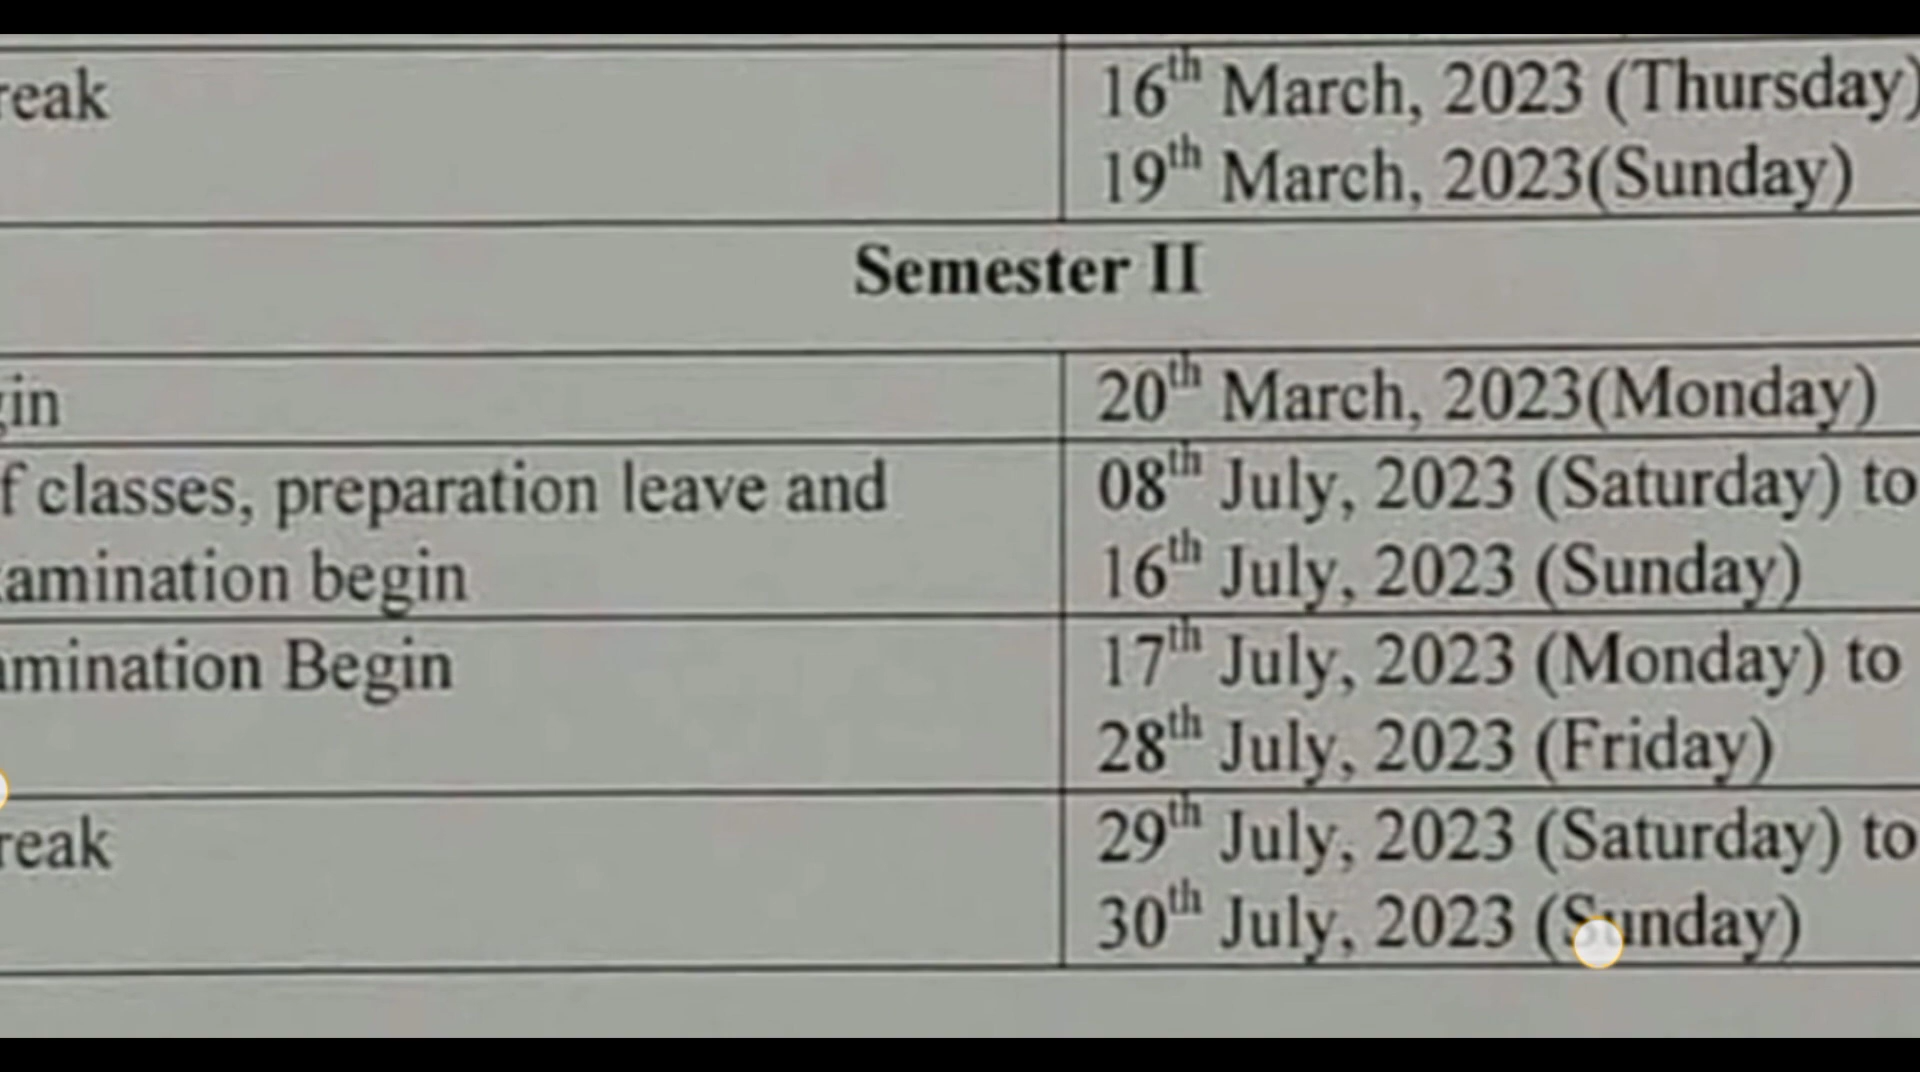 reak
16th March, 2023 (Thursday)
19th March, 2023(Sunday)
Semester II
gin
20th March, 2023(Monday)
f classes, preparation leave and
08th July, 2023 (Saturday) to
amination begin
16th July, 2023 (Sunday)
mination Begin
17th July, 2023 (Monday) to
28th July, 2023 (Friday)
reak
29th July, 2023 (Saturday) to
30th July, 2023 (Sunday)